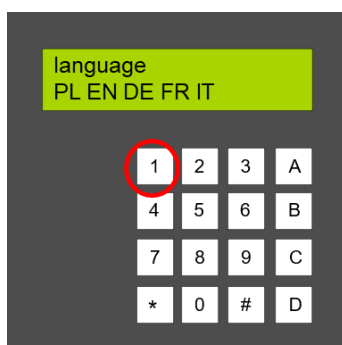 language
PL EN DE FR IT
1 2 3 A
4 5 6 B
7 8 9 C
* 0 # D